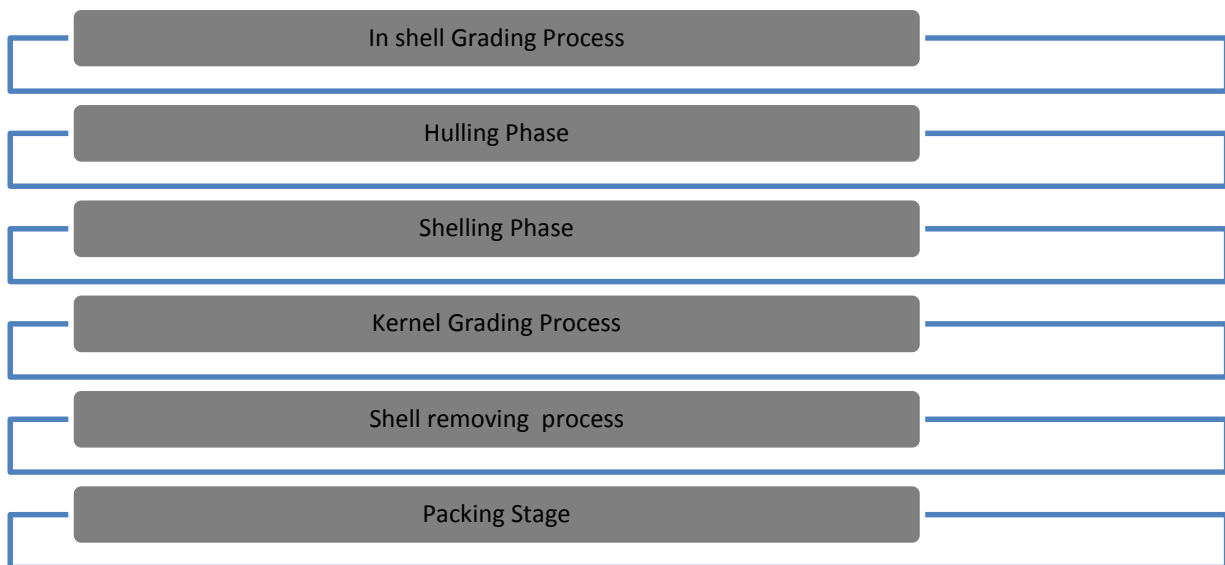 In shell Grading Process
Hulling Phase
Shelling Phase
Kernel Grading Process
Shell removing  process
Packing Stage